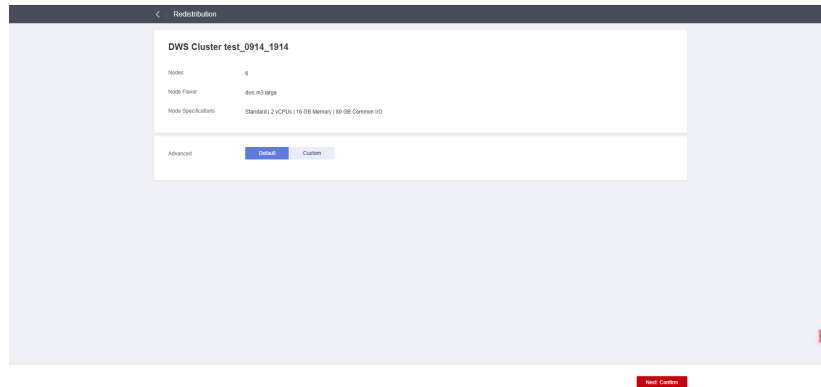 Redistribution
DWS Cluster test_0914_1914
Nodes 6
Node Flavor dws.m3.large
Node Specifications Standard | 2 vCPUs | 16 GB Memory | 80 GB Common I/O
Advanced Default Custom
Next: Confirm